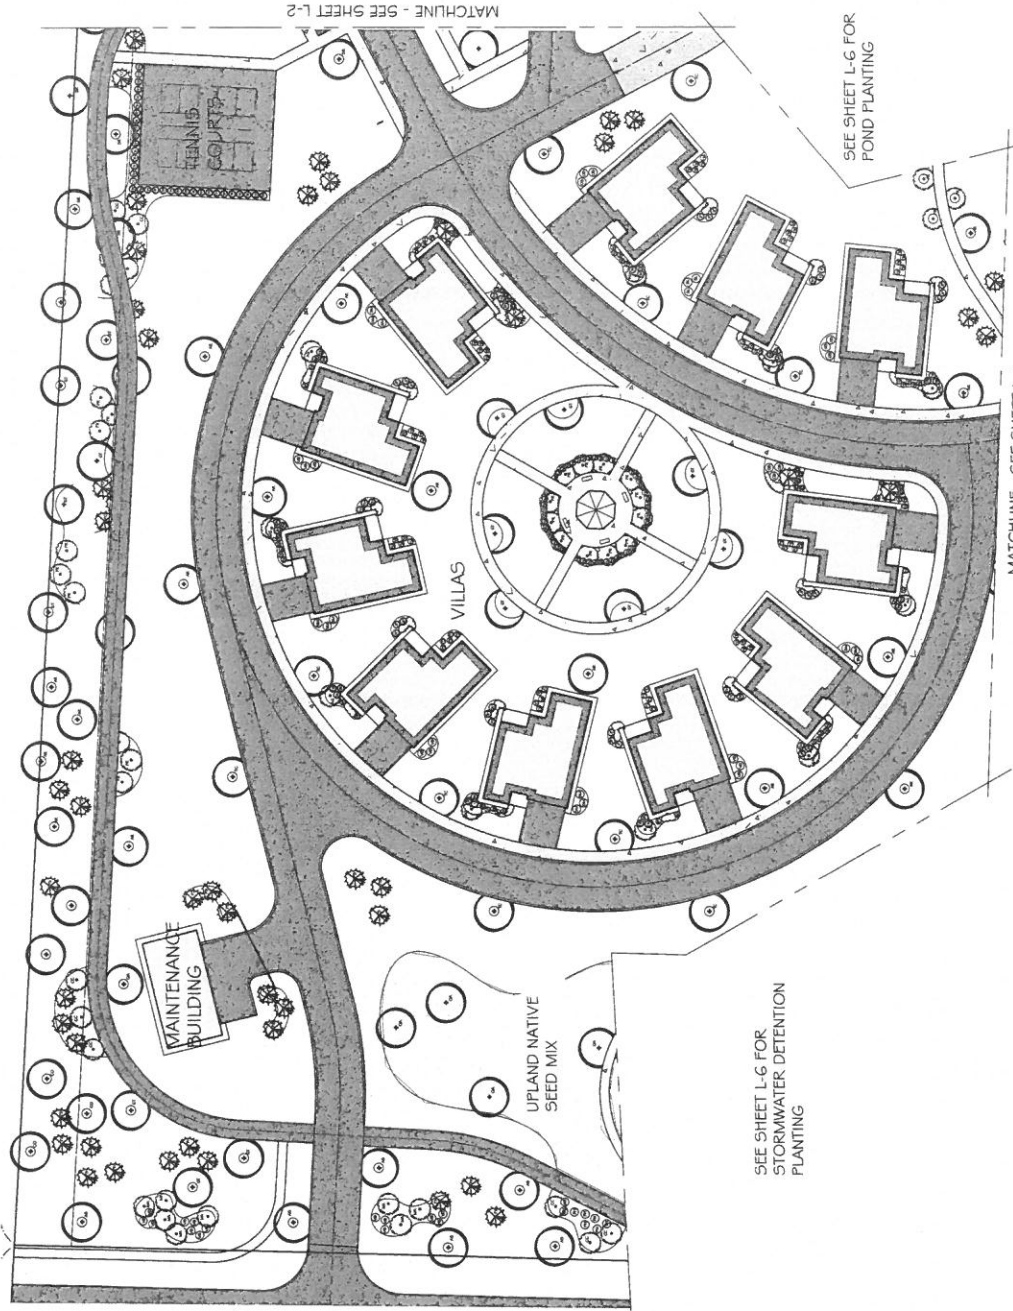 MATCHLINE - SEE SHEET L-2
SEE SHEET L-6 FOR
POND PLANTING
TENNIS
COURTS
VILLAS
MAINTENANCE
BUILDING
UPLAND NATIVE
SEED MIX
SEE SHEET L-6 FOR
STORMWATER DETENTION
PLANTING
MATCHLINE - SEE SHEET